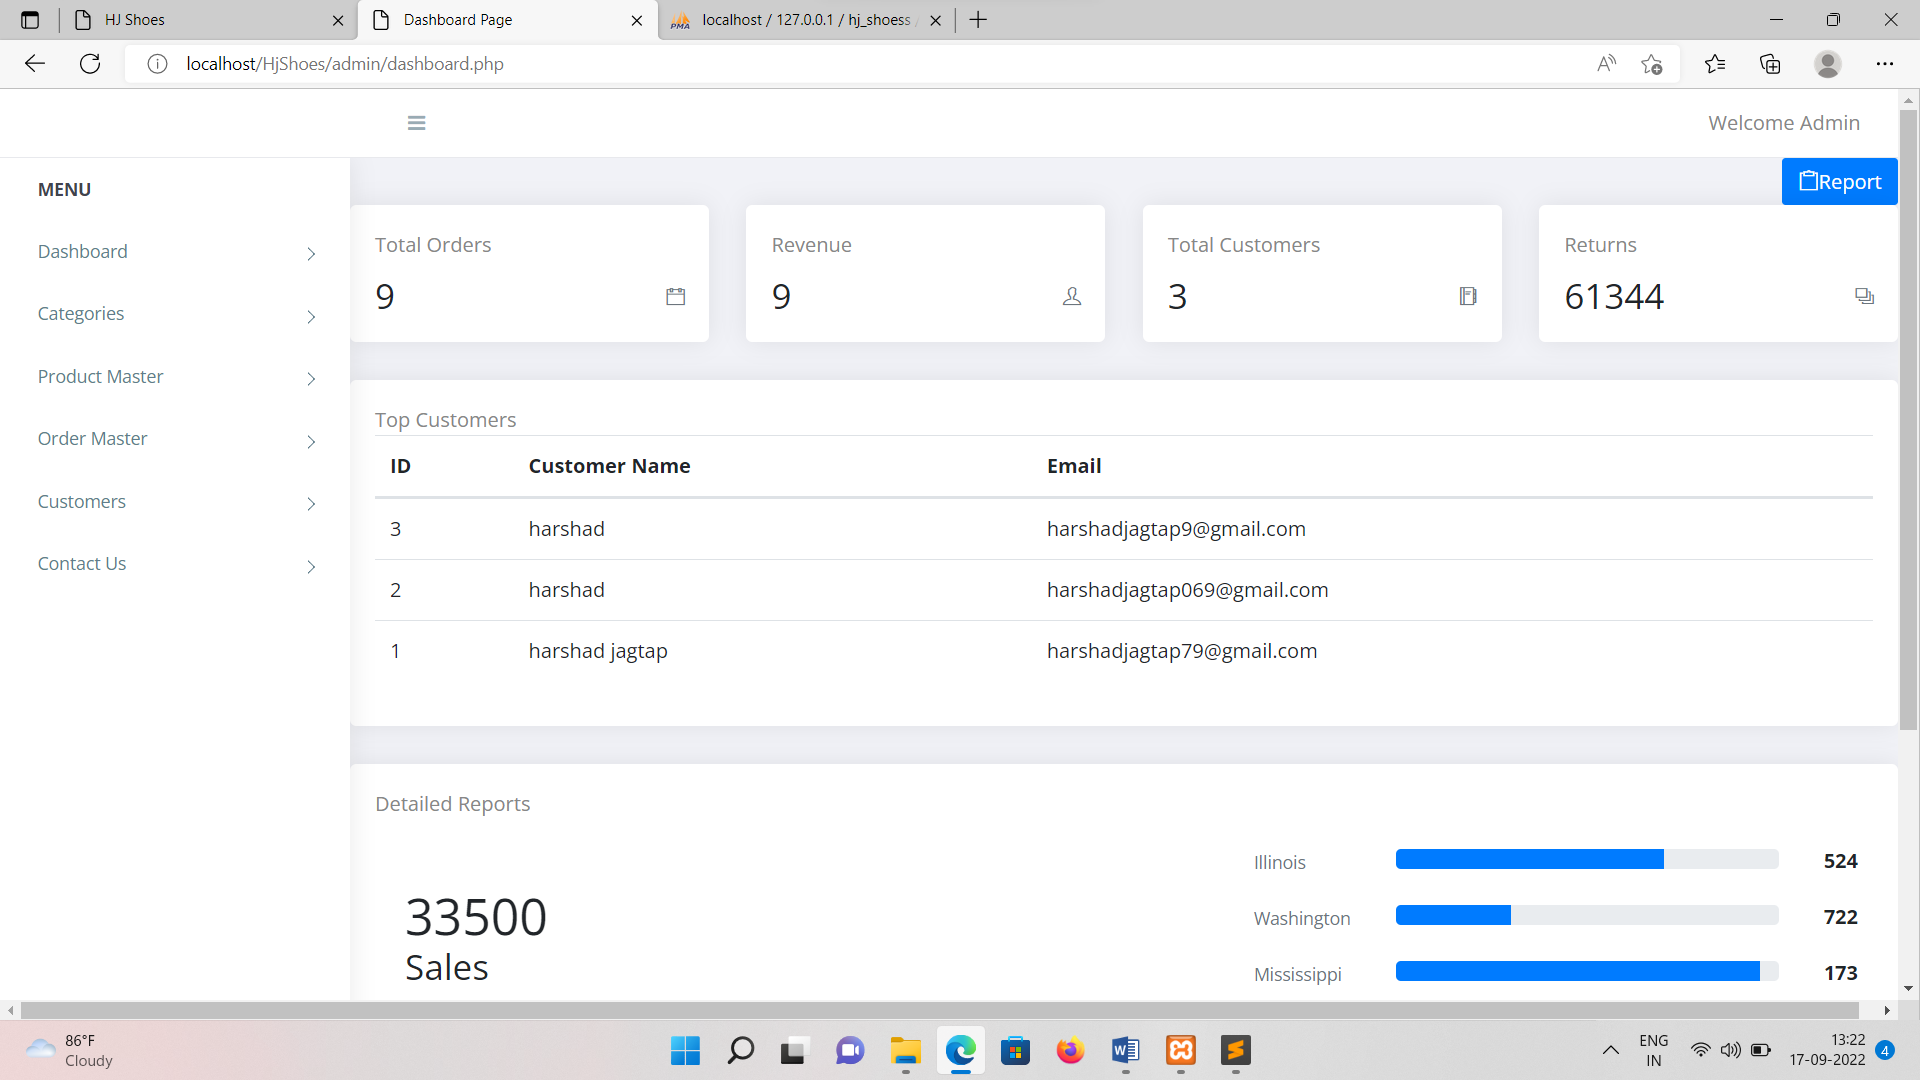 HJ Shoes
Dashboard Page
localhost / 127.0.0.1 / hj_shoess
localhost/HjShoes/admin/dashboard.php
Welcome Admin
Report
MENU
Dashboard
Categories
Product Master
Order Master
Customers
Contact Us
Total Orders
9
Revenue
9
Total Customers
3
Returns
61344
Top Customers
ID Customer Name Email
3 harshad harshadjagtap9@gmail.com
2 harshad harshadjagtap069@gmail.com
1 harshad jagtap harshadjagtap79@gmail.com
Detailed Reports
33500
Sales
Illinois 524
Washington 722
Mississippi 173
86°F
Cloudy
ENG
IN
13:22
17-09-2022
4
PMA